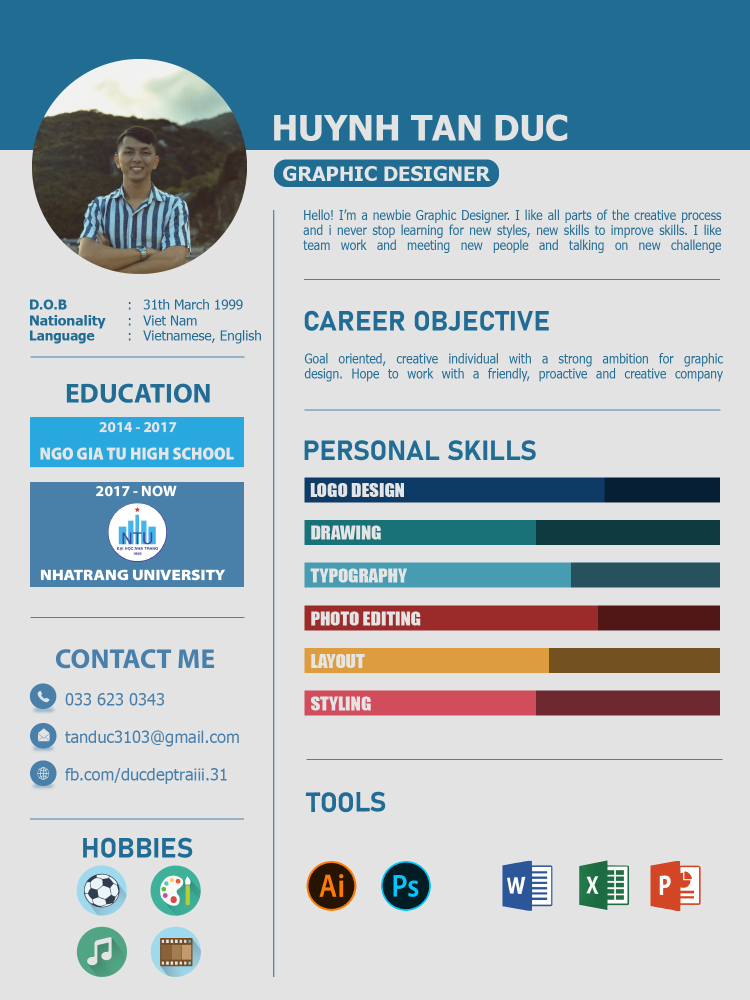 HUYNH TAN DUC
GRAPHIC DESIGNER
Hello! I'm a newbie Graphic Designer. I like all parts of the creative process
and i never stop learning for new styles, new skills to improve skills. I like
team work and meeting new people and talking on new challenge
D.O.B : 31th March 1999
Nationality : Viet Nam
Language : Vietnamese, English
EDUCATION
2014 - 2017
NGO GIA TU HIGH SCHOOL
2017 - NOW
NTU
ĐẠI HỌC NHA TRANG
1959
NHATRANG UNIVERSITY
CONTACT ME
033 623 0343
tanduc3103@gmail.com
fb.com/ducdeptraiii.31
HOBBIES
CAREER OBJECTIVE
Goal oriented, creative individual with a strong ambition for graphic
design. Hope to work with a friendly, proactive and creative company
PERSONAL SKILLS
LOGO DESIGN
DRAWING
TYPOGRAPHY
PHOTO EDITING
LAYOUT
STYLING
TOOLS
Ai Ps W X P